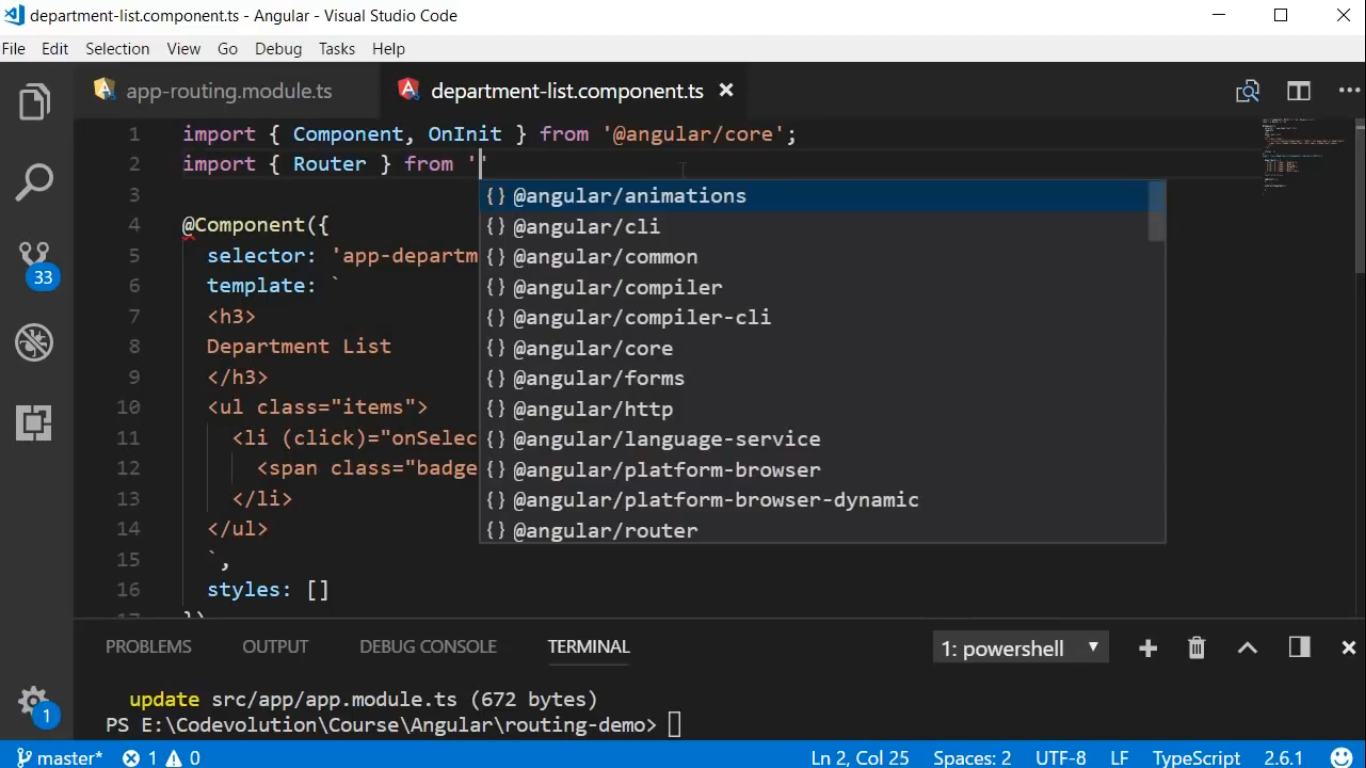 department-list.component.ts - Angular - Visual Studio Code
File Edit Selection View Go Debug Tasks Help
app-routing.module.ts department-list.component.ts
1 import { Component, OnInit } from '@angular/core';
2 import { Router } from ''
{} @angular/animations
{} @angular/cli
{} @angular/common
{} @angular/compiler
{} @angular/compiler-cli
{} @angular/core
{} @angular/forms
{} @angular/http
{} @angular/language-service
{} @angular/platform-browser
{} @angular/platform-browser-dynamic
{} @angular/router
3
4 @Component({
5 selector: 'app-departm
6 template: `
7 <h3>
8 Department List
9 </h3>
10 <ul class="items">
11 <li (click)="onSelec
12 <span class="badge
13 </li>
14 </ul>
15 `,
16 styles: []
17 })
33
1
PROBLEMS OUTPUT DEBUG CONSOLE TERMINAL 1: powershell
update src/app/app.module.ts (672 bytes)
PS E:\Codevolution\Course\Angular\routing-demo>
master* 1 0 Ln 2, Col 25 Spaces: 2 UTF-8 LF TypeScript 2.6.1